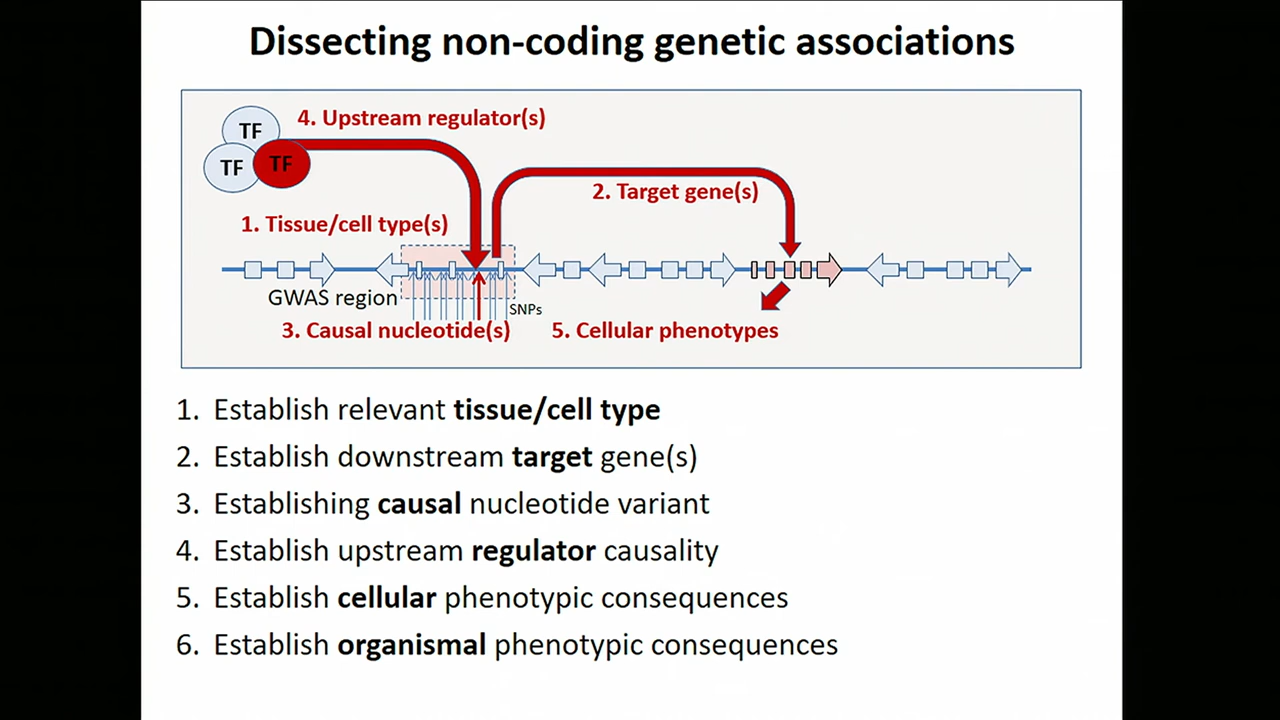 Dissecting non-coding genetic associations
TF
4. Upstream regulator(s)
TF
TF
2. Target gene(s)
1. Tissue/cell type(s)
GWAS region
SNPs
3. Causal nucleotide(s)
5. Cellular phenotypes
1. Establish relevant tissue/cell type
2. Establish downstream target gene(s)
3. Establishing causal nucleotide variant
4. Establish upstream regulator causality
5. Establish cellular phenotypic consequences
6. Establish organismal phenotypic consequences